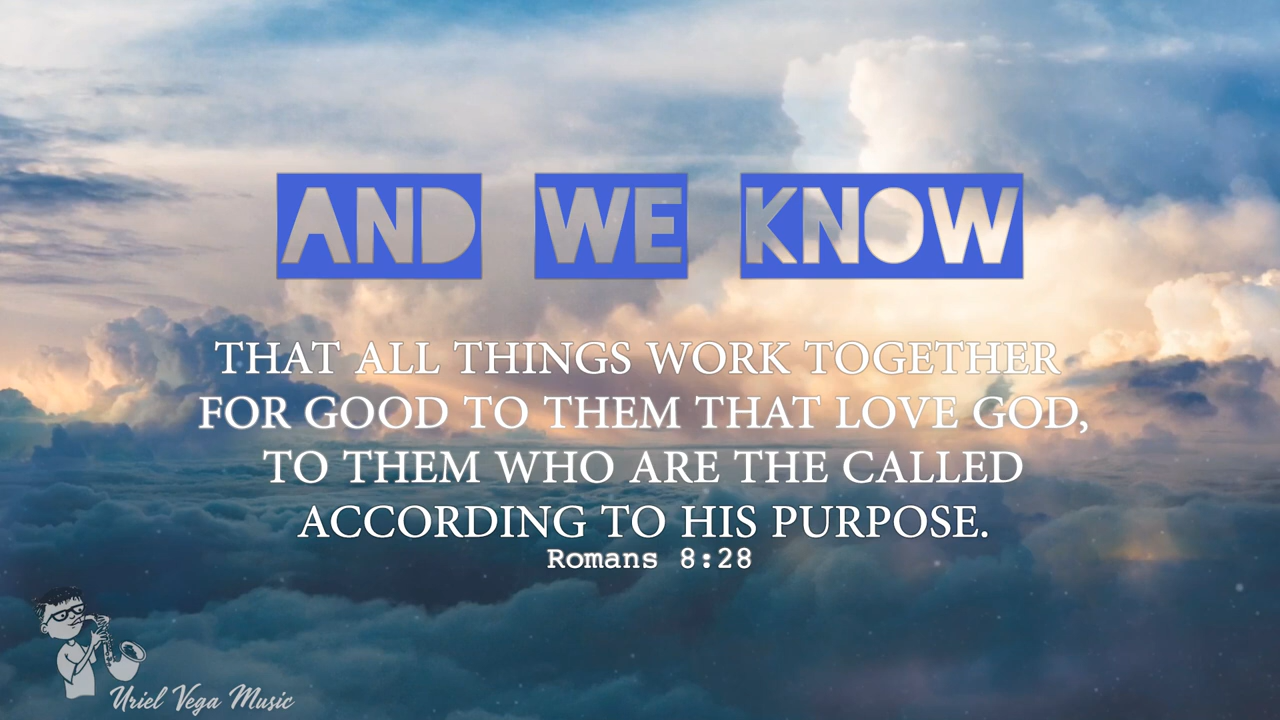 AND WE KNOW
THAT ALL THINGS WORK TOGETHER
FOR GOOD TO THEM THAT LOVE GOD,
TO THEM WHO ARE THE CALLED
ACCORDING TO HIS PURPOSE.
Romans 8:28
Uriel Vega Music